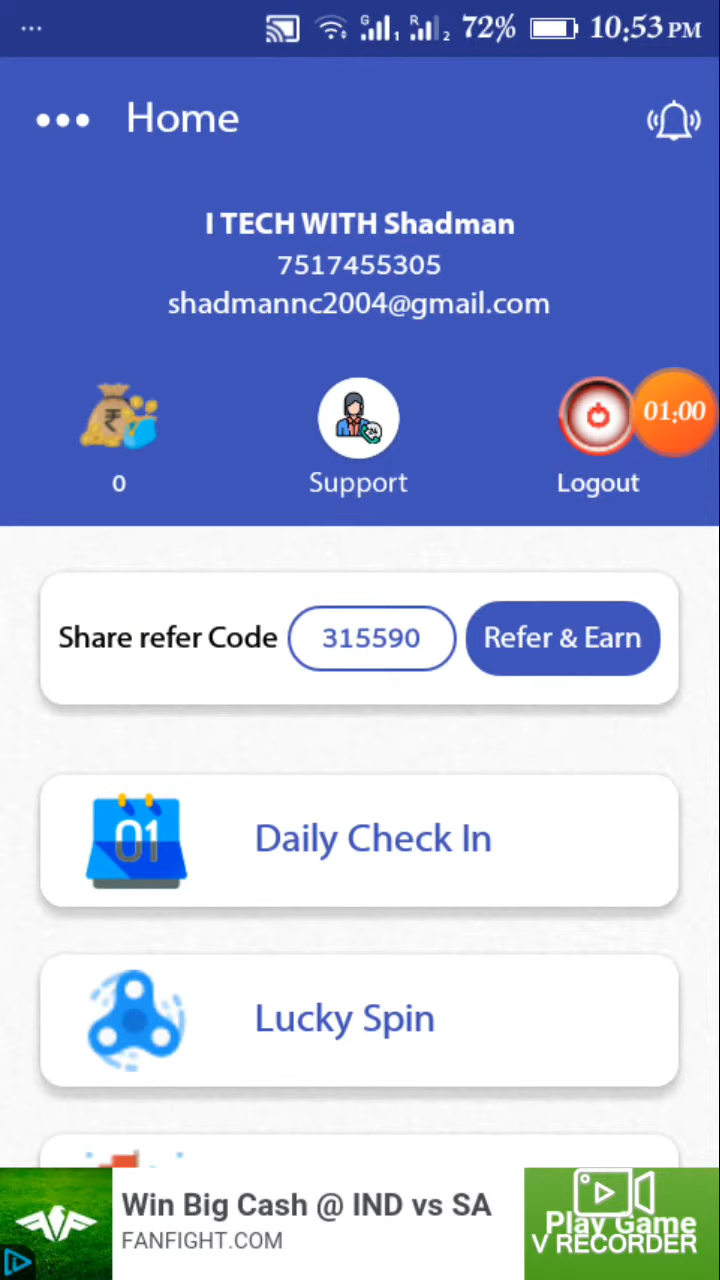 ... G 1 R 2 72% 10:53 PM
Home
I TECH WITH Shadman
7517455305
shadmannc2004@gmail.com
01:00
0 Support Logout
Share refer Code 315590 Refer & Earn
01 Daily Check In
Lucky Spin
Win Big Cash @ IND vs SA
FANFIGHT.COM
Play Game
V RECORDER